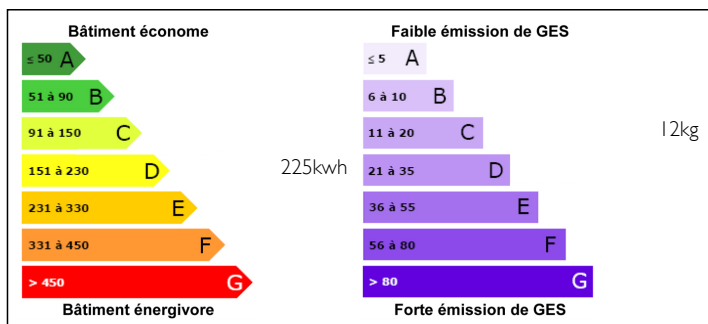 Bâtiment économe
≤ 50 A
51 à 90 B
91 à 150 C
151 à 230 D
225kwh
231 à 330 E
331 à 450 F
> 450 G
Bâtiment énergivore
Faible émission de GES
≤ 5 A
6 à 10 B
11 à 20 C
12kg
21 à 35 D
36 à 55 E
56 à 80 F
> 80 G
Forte émission de GES